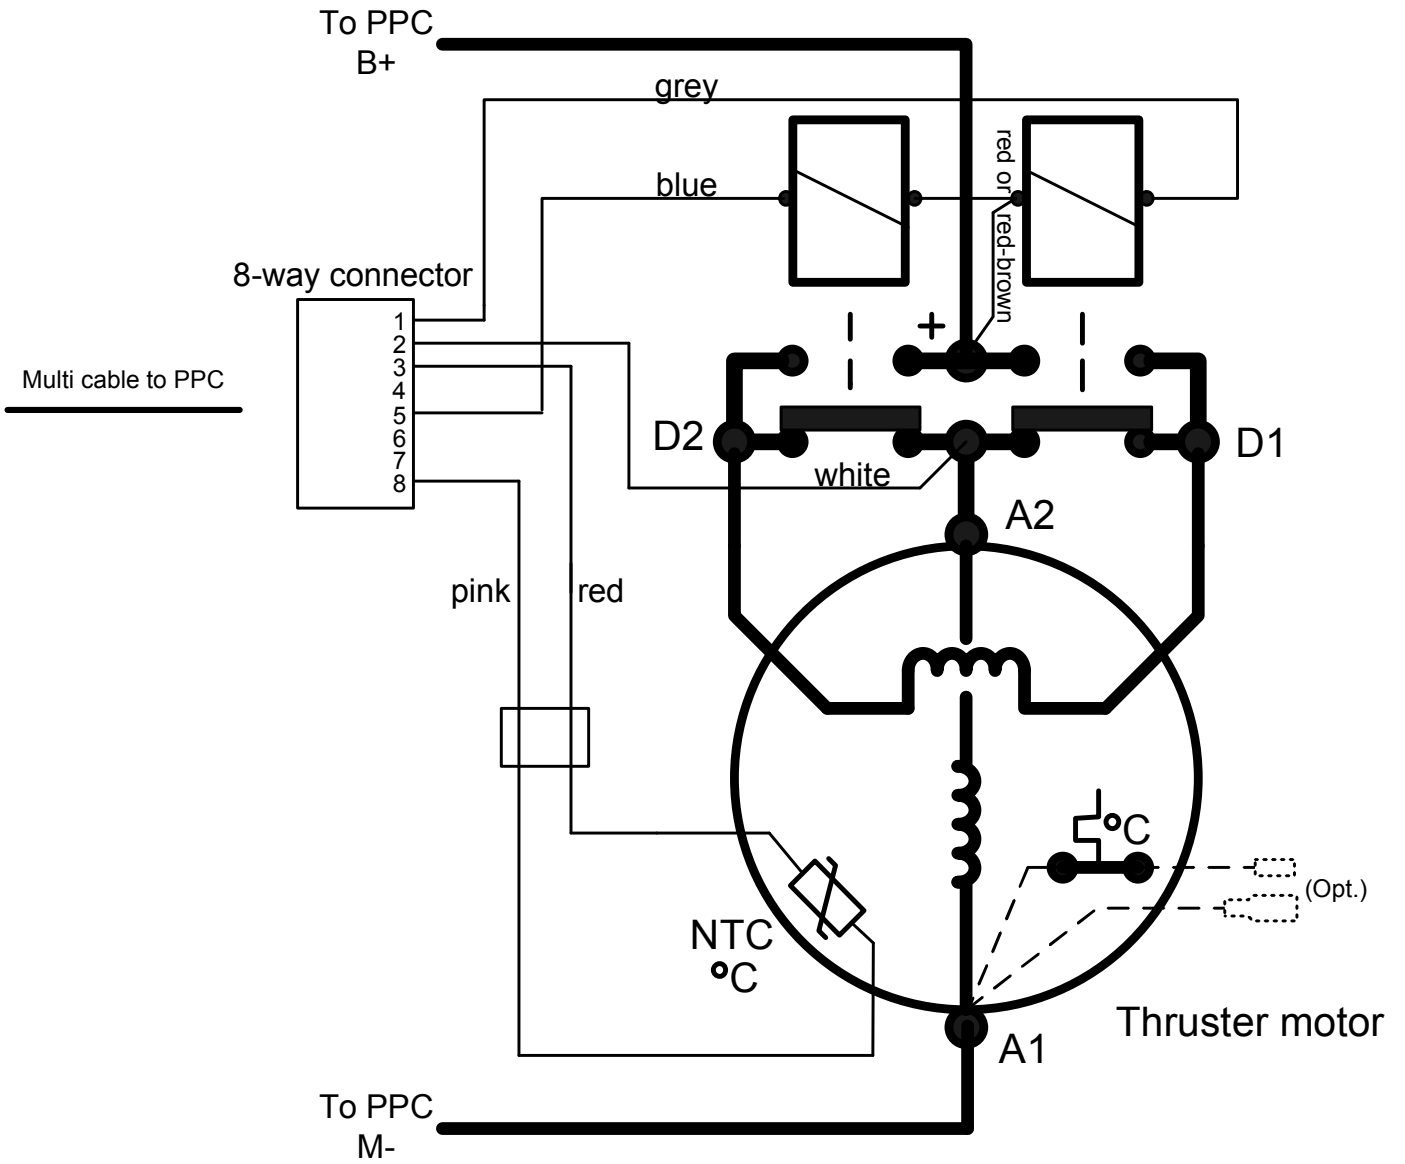 To PPC
B+
grey
red or
red-brown
blue
8-way connector
1
2
3
4
5
6
7
8
Multi cable to PPC
+
D2
D1
white
A2
pink
red
°C
(Opt.)
NTC
°C
Thruster motor
A1
To PPC
M-